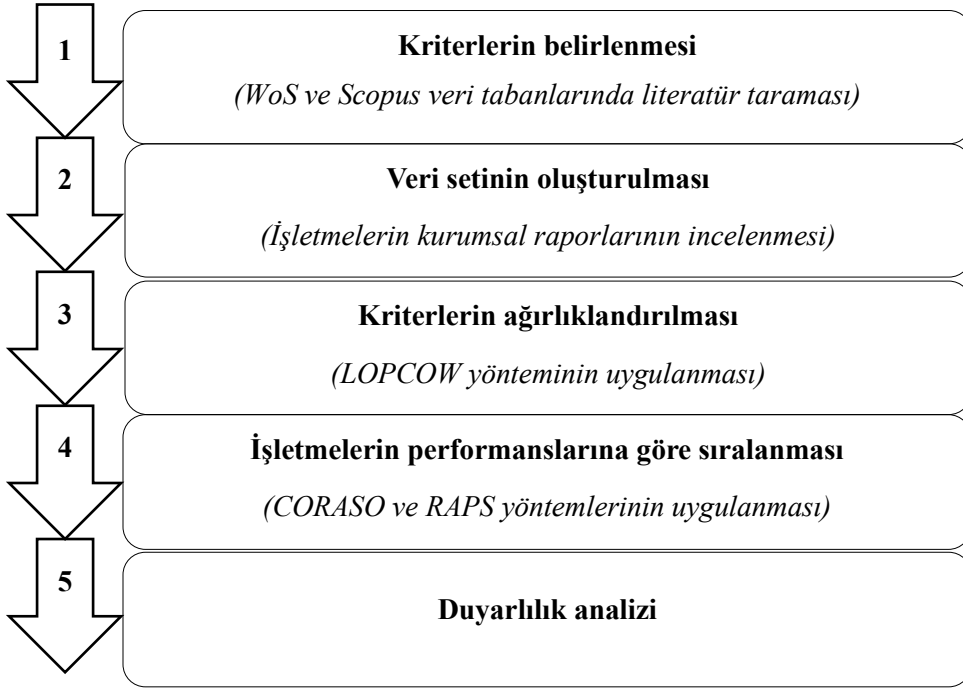 1
Kriterlerin belirlenmesi
(WoS ve Scopus veri tabanlarında literatür taraması)
2
Veri setinin oluşturulması
(İşletmelerin kurumsal raporlarının incelenmesi)
3
Kriterlerin ağırlıklandırılması
(LOPCOW yönteminin uygulanması)
4
İşletmelerin performanslarına göre sıralanması
(CORASO ve RAPS yöntemlerinin uygulanması)
5
Duyarlılık analizi